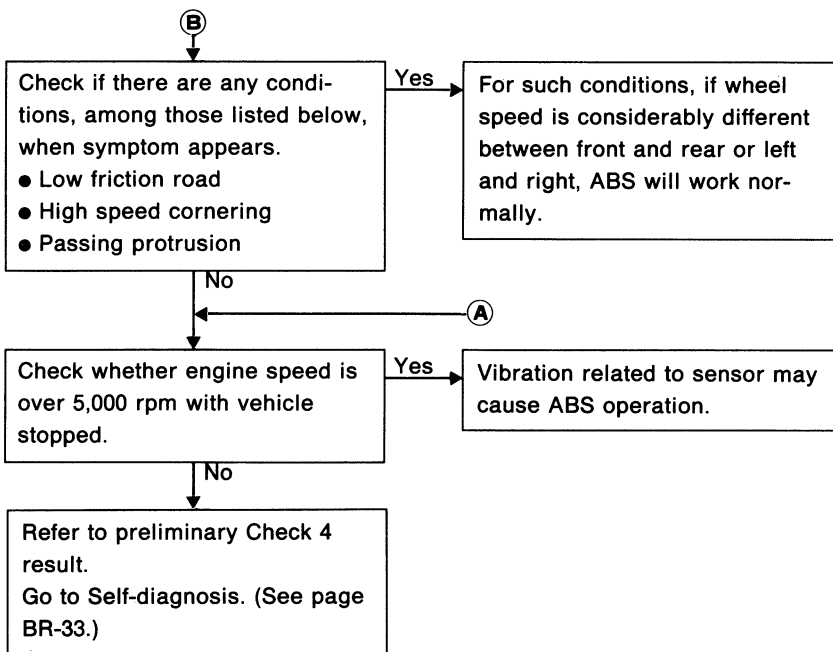 B
Check if there are any condi-
tions, among those listed below,
when symptom appears.
● Low friction road
● High speed cornering
● Passing protrusion
Yes
For such conditions, if wheel
speed is considerably different
between front and rear or left
and right, ABS will work nor-
mally.
No
A
Check whether engine speed is
over 5,000 rpm with vehicle
stopped.
Yes
Vibration related to sensor may
cause ABS operation.
No
Refer to preliminary Check 4
result.
Go to Self-diagnosis. (See page
BR-33.)